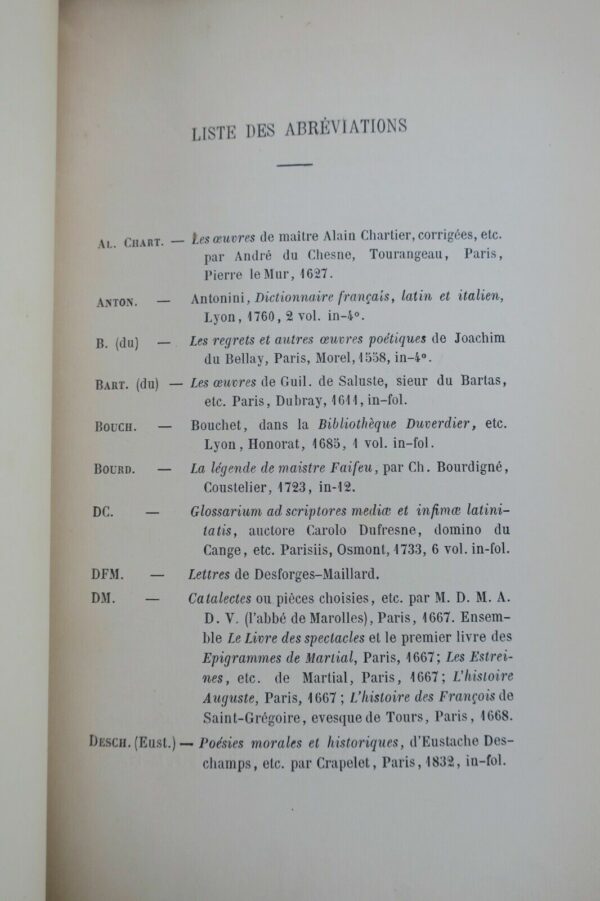 LISTE DES ABRÉVIATIONS
AL. CHART. — Les œuvres de maitre Alain Chartier, corrigées, etc.
par André du Chesne, Tourangeau, Paris,
Pierre le Mur, 1627.
ANTON. — Antonini, Dictionnaire français, latin et italien,
Lyon, 1760, 2 vol. in-4o.
B. (du) — Les regrets et autres œuvres poétiques de Joachim
du Bellay, Paris, Morel, 1558, in-4o.
BART. (du) — Les œuvres de Guil. de Saluste, sieur du Bartas,
etc. Paris, Dubray, 1611, in-fol.
BOUCH. — Bouchet, dans la Bibliothèque Duverdier, etc.
Lyon, Honorat, 1685, 1 vol. in-fol.
BOURD. — La légende de maistre Faifeu, par Ch. Bourdigné,
Coustelier, 1723, in-12.
DC. — Glossarium ad scriptores mediæ et infimæ latini-
tatis, auctore Carolo Dufresne, domino du
Cange, etc. Parisiis, Osmont, 1733, 6 vol. in-fol.
DFM. — Lettres de Desforges-Maillard.
DM. — Catalectes ou pièces choisies, etc. par M. D. M. A.
D. V. (l'abbé de Marolles), Paris, 1667. Ensem-
ble Le Livre des spectacles et le premier livre des
Epigrammes de Martial, Paris, 1667; Les Estrei-
nes, etc. de Martial, Paris, 1667; L'histoire
Auguste, Paris, 1667; L'histoire des François de
Saint-Grégoire, evesque de Tours, Paris, 1668.
DESCH. (Eust.) — Poésies morales et historiques, d'Eustache Des-
champs, etc. par Crapelet, Paris, 1832, in-fol.